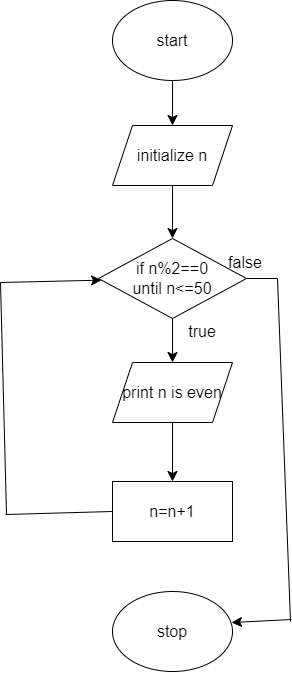 start
initialize n
if n%2==0
until n<=50
false
true
print n is even
n=n+1
stop